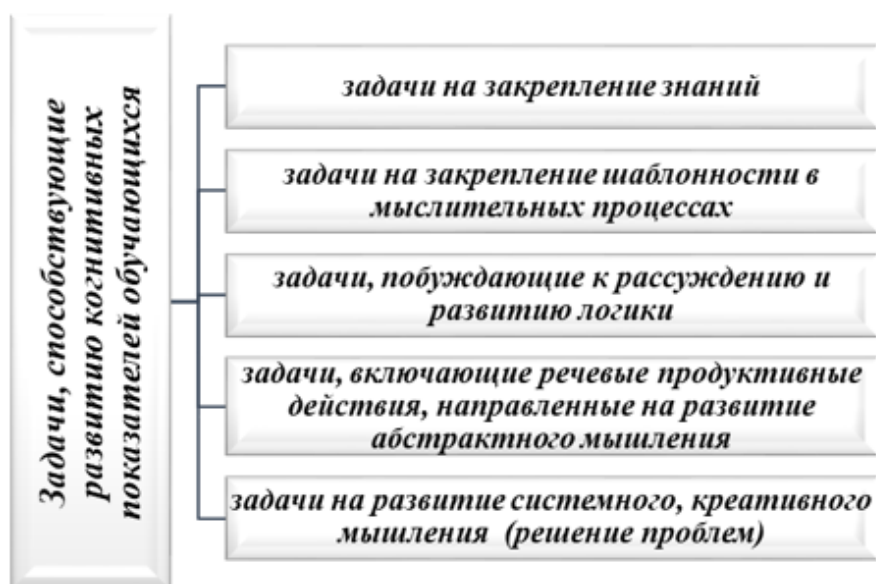 Задачи, способствующие
развитию когнитивных
показателей обучающихся
задачи на закрепление знаний
задачи на закрепление шаблонности в
мыслительных процессах
задачи, побуждающие к рассуждению и
развитию логики
задачи, включающие речевые продуктивные
действия, направленные на развитие
абстрактного мышления
задачи на развитие системного, креативного
мышления (решение проблем)